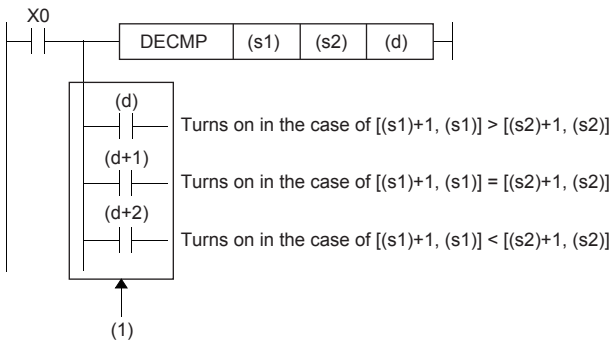 X0
DECMP (s1) (s2) (d)
(d)
Turns on in the case of [(s1)+1, (s1)] > [(s2)+1, (s2)]
(d+1)
Turns on in the case of [(s1)+1, (s1)] = [(s2)+1, (s2)]
(d+2)
Turns on in the case of [(s1)+1, (s1)] < [(s2)+1, (s2)]
(1)